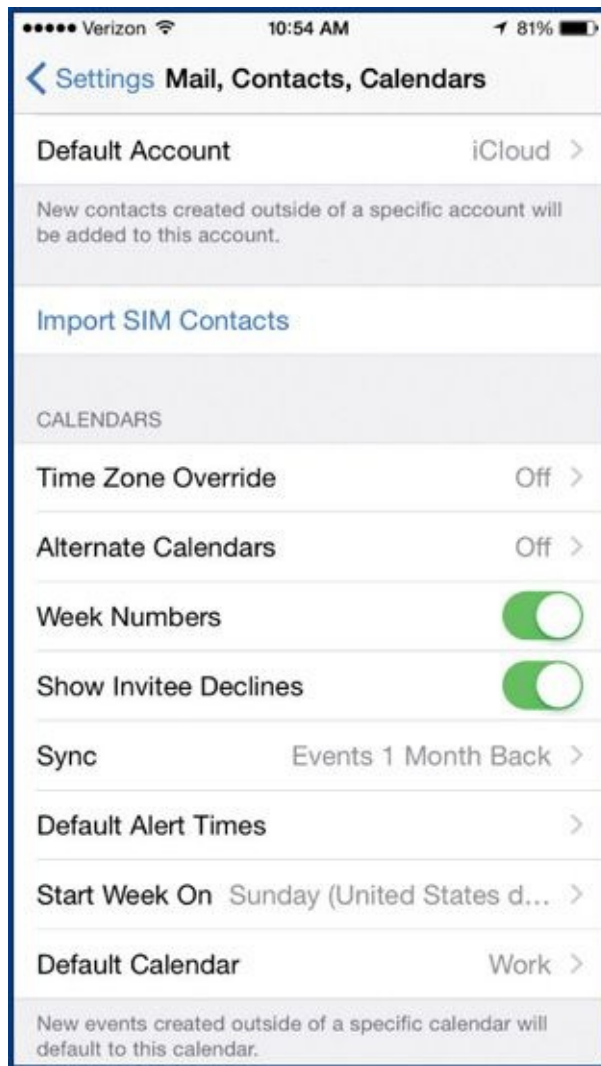 Verizon 10:54 AM 81%
Settings Mail, Contacts, Calendars
Default Account iCloud
New contacts created outside of a specific account will
be added to this account.
Import SIM Contacts
CALENDARS
Time Zone Override Off
Alternate Calendars Off
Week Numbers
Show Invitee Declines
Sync Events 1 Month Back
Default Alert Times
Start Week On Sunday (United States d...
Default Calendar Work
New events created outside of a specific calendar will
default to this calendar.